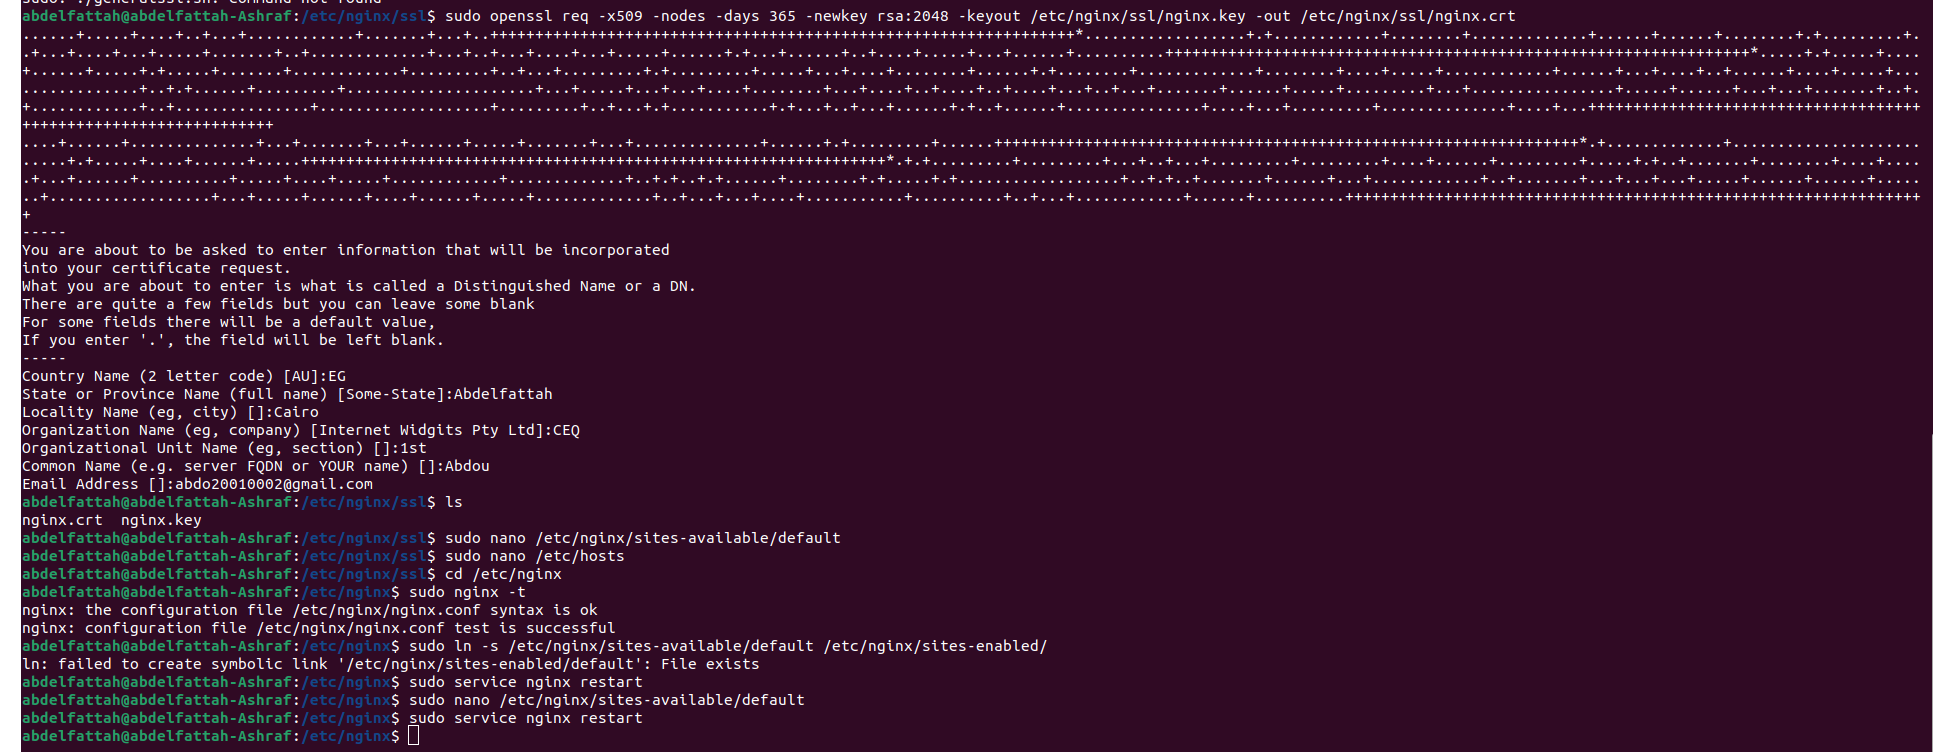 abdelfattah@abdelfattah-Ashraf:/etc/nginx/ssl$ sudo openssl req -x509 -nodes -days 365 -newkey rsa:2048 -keyout /etc/nginx/ssl/nginx.key -out /etc/nginx/ssl/nginx.crt
-----
You are about to be asked to enter information that will be incorporated
into your certificate request.
What you are about to enter is what is called a Distinguished Name or a DN.
There are quite a few fields but you can leave some blank
For some fields there will be a default value,
If you enter '.', the field will be left blank.
-----
Country Name (2 letter code) [AU]:EG
State or Province Name (full name) [Some-State]:Abdelfattah
Locality Name (eg, city) []:Cairo
Organization Name (eg, company) [Internet Widgits Pty Ltd]:CEQ
Organizational Unit Name (eg, section) []:1st
Common Name (e.g. server FQDN or YOUR name) []:Abdou
Email Address []:abdo20010002@gmail.com
abdelfattah@abdelfattah-Ashraf:/etc/nginx/ssl$ ls
nginx.crt  nginx.key
abdelfattah@abdelfattah-Ashraf:/etc/nginx/ssl$ sudo nano /etc/nginx/sites-available/default
abdelfattah@abdelfattah-Ashraf:/etc/nginx/ssl$ sudo nano /etc/hosts
abdelfattah@abdelfattah-Ashraf:/etc/nginx/ssl$ cd /etc/nginx
abdelfattah@abdelfattah-Ashraf:/etc/nginx$ sudo nginx -t
nginx: the configuration file /etc/nginx/nginx.conf syntax is ok
nginx: configuration file /etc/nginx/nginx.conf test is successful
abdelfattah@abdelfattah-Ashraf:/etc/nginx$ sudo ln -s /etc/nginx/sites-available/default /etc/nginx/sites-enabled/
ln: failed to create symbolic link '/etc/nginx/sites-enabled/default': File exists
abdelfattah@abdelfattah-Ashraf:/etc/nginx$ sudo service nginx restart
abdelfattah@abdelfattah-Ashraf:/etc/nginx$ sudo nano /etc/nginx/sites-available/default
abdelfattah@abdelfattah-Ashraf:/etc/nginx$ sudo service nginx restart
abdelfattah@abdelfattah-Ashraf:/etc/nginx$